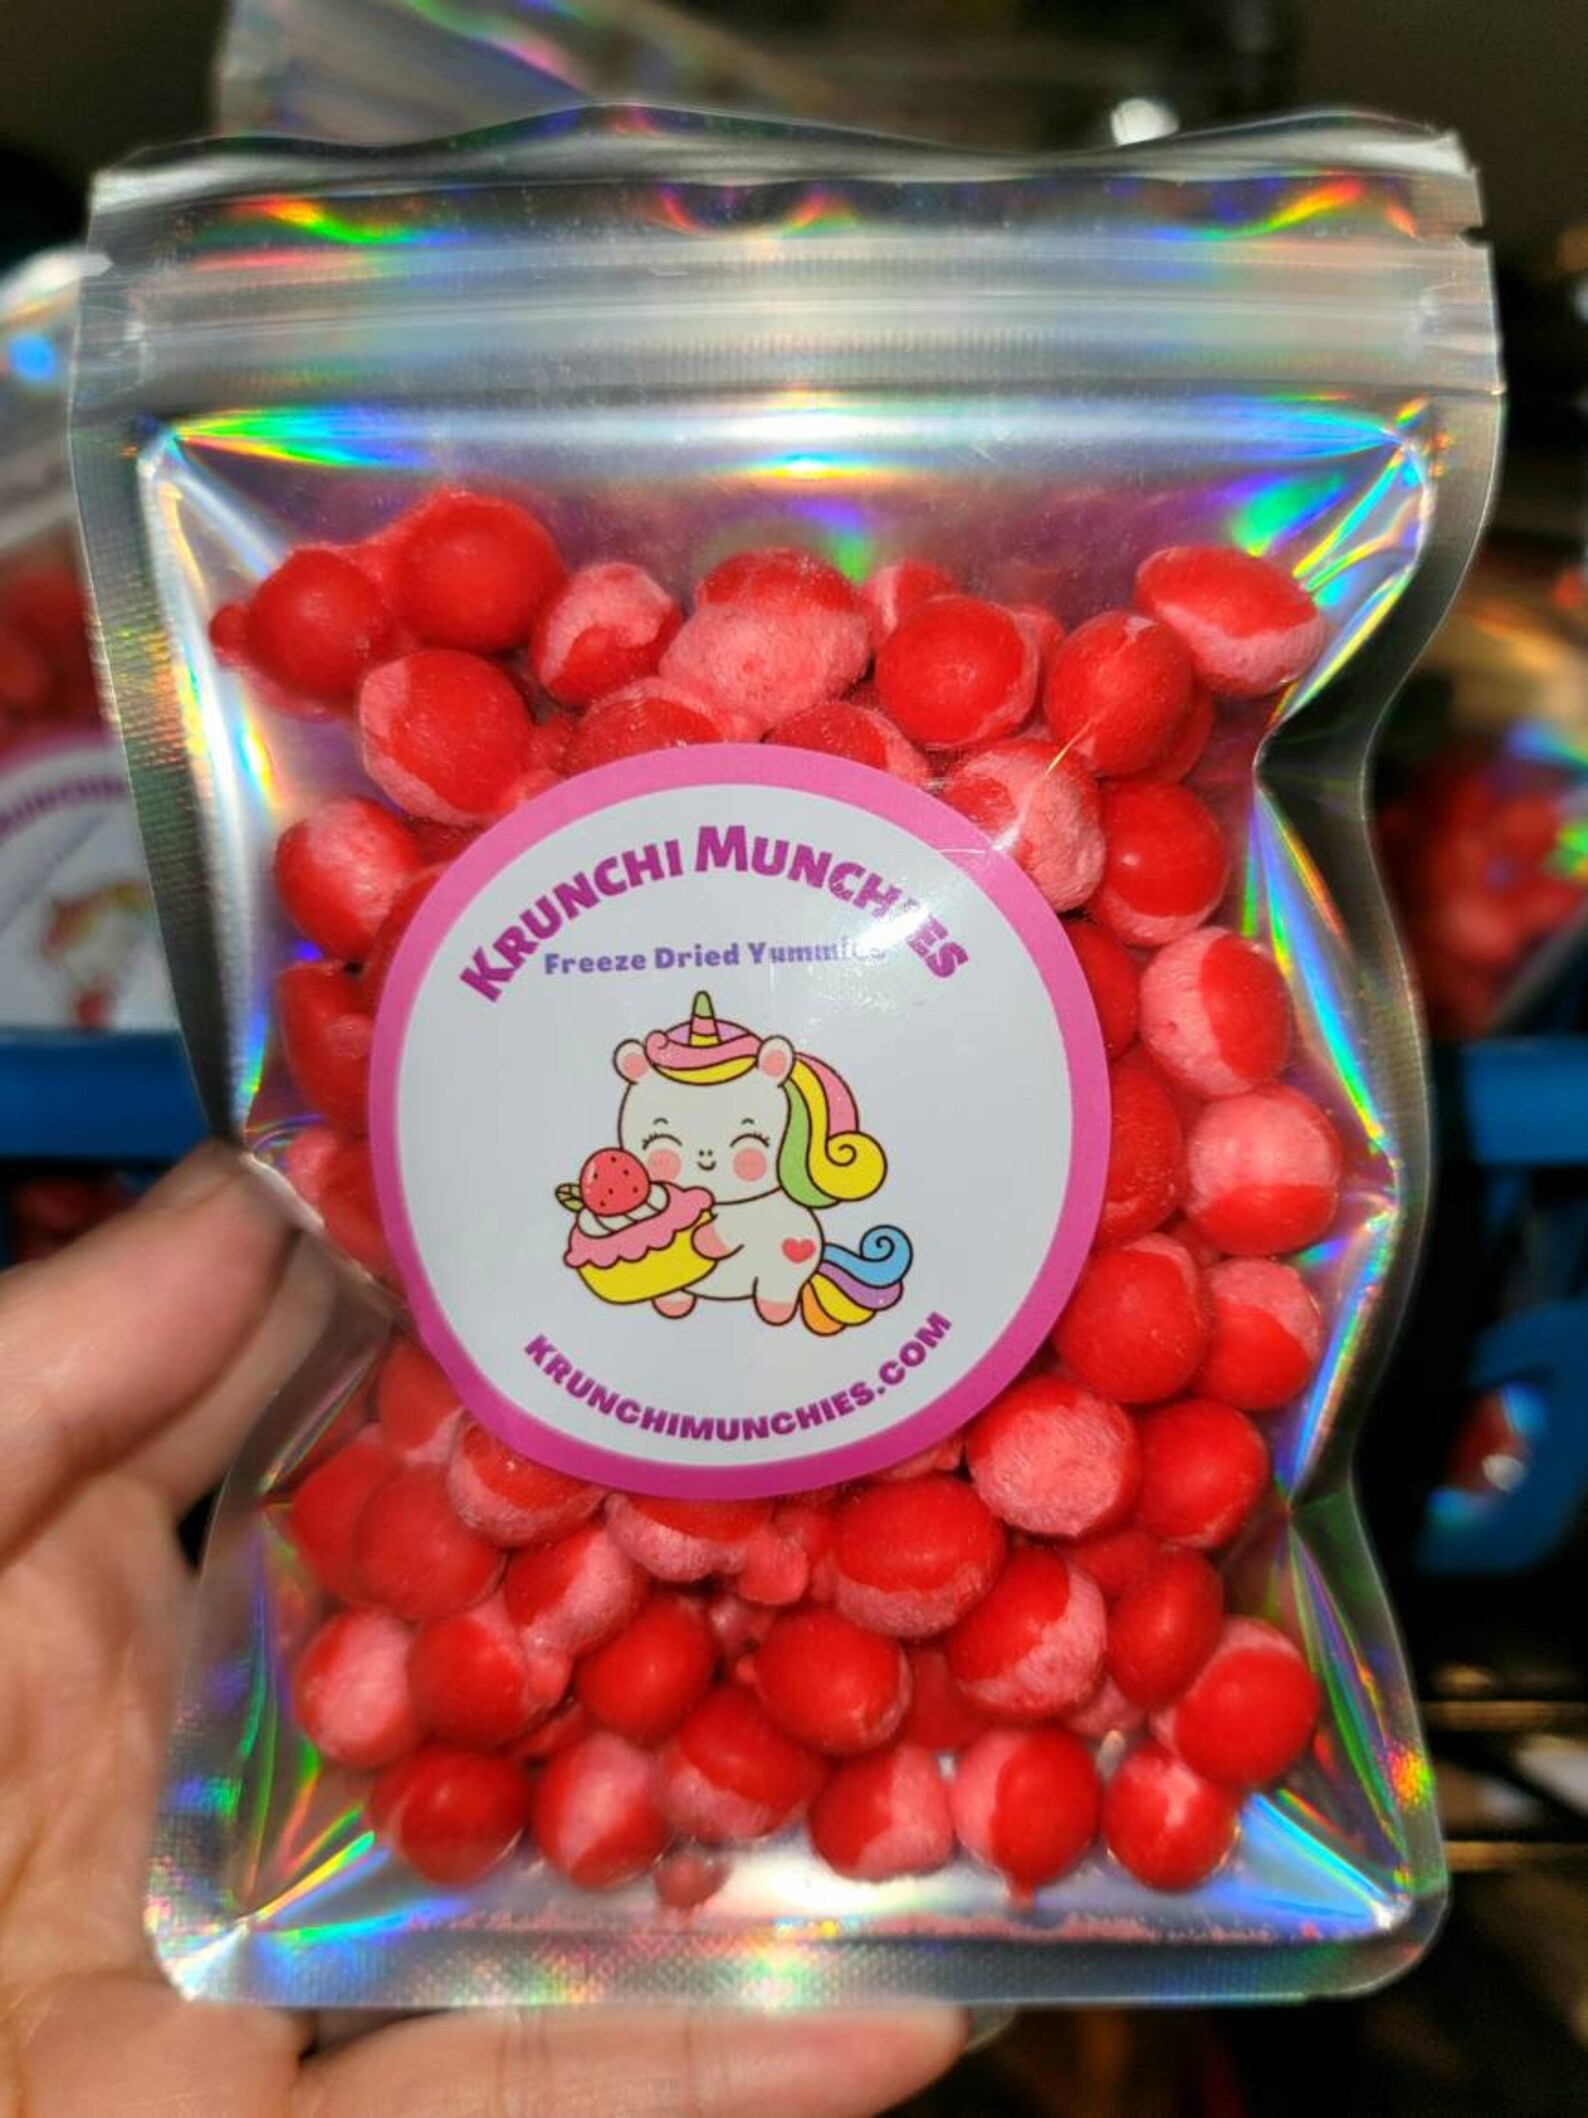 KRUNCHI MUNCHIES
Freeze Dried Yummies
KRUNCHIMUNCHIES.COM